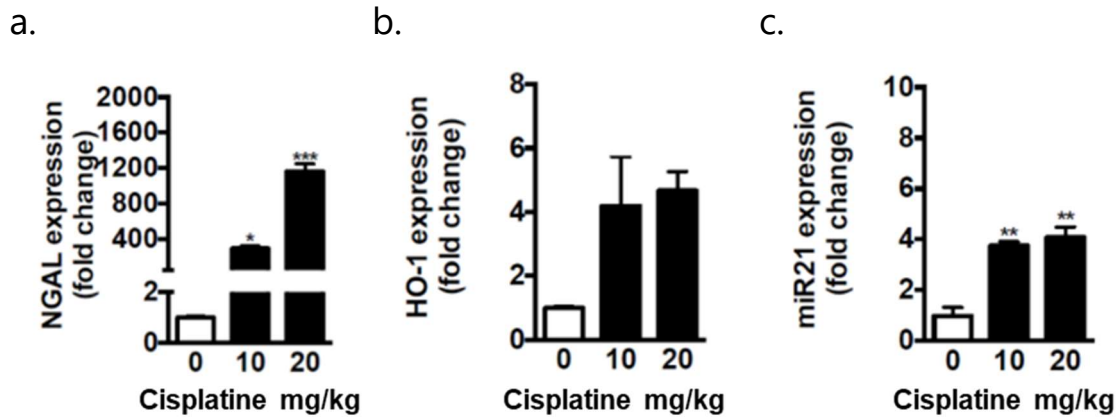 a.
NGAL expression
(fold change)
2000
1600
1200
800
400
2
0
*
***
0 10 20
Cisplatine mg/kg
b.
HO-1 expression
(fold change)
8
6
4
2
0
0 10 20
Cisplatine mg/kg
c.
miR21 expression
(fold change)
10
8
6
4
2
0
**
**
0 10 20
Cisplatine mg/kg